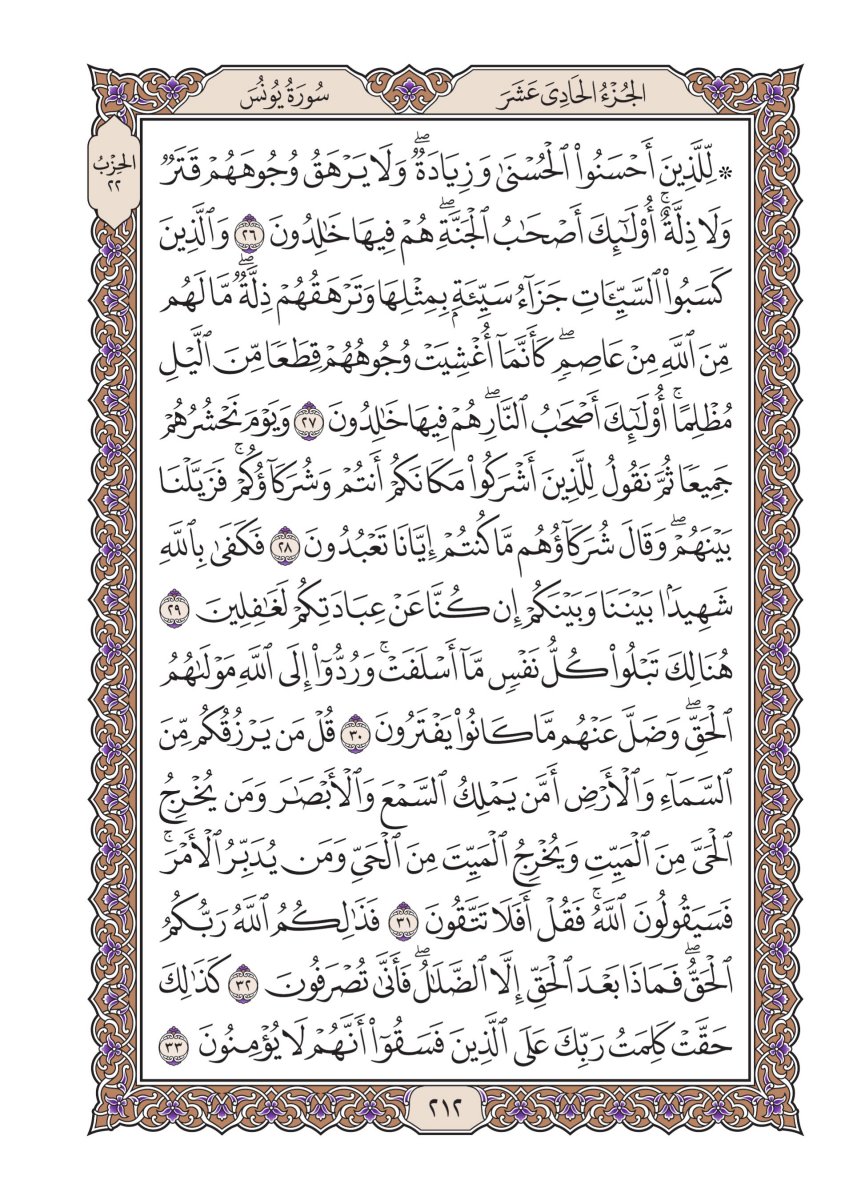 الجُزْءُ الحَادِى عَشَرَ
سُورَةُ يُونُسَ
الحِزْبُ
٢٢
۞ لِّلَّذِينَ أَحْسَنُوا۟ ٱلْحُسْنَىٰ وَزِيَادَةٌ ۖ وَلَا يَرْهَقُ وُجُوهَهُمْ قَتَرٌ
وَلَا ذِلَّةٌ ۚ أُو۟لَـٰٓئِكَ أَصْحَـٰبُ ٱلْجَنَّةِ ۖ هُمْ فِيهَا خَـٰلِدُونَ ٢٦ وَٱلَّذِينَ
كَسَبُوا۟ ٱلسَّيِّـَٔاتِ جَزَآءُ سَيِّئَةٍۭ بِمِثْلِهَا وَتَرْهَقُهُمْ ذِلَّةٌ ۖ مَّا لَهُم
مِّنَ ٱللَّهِ مِنْ عَاصِمٍ ۖ كَأَنَّمَآ أُغْشِيَتْ وُجُوهُهُمْ قِطَعًا مِّنَ ٱلَّيْلِ
مُظْلِمًا ۚ أُو۟لَـٰٓئِكَ أَصْحَـٰبُ ٱلنَّارِ ۖ هُمْ فِيهَا خَـٰلِدُونَ ٢٧ وَيَوْمَ نَحْشُرُهُمْ
جَمِيعًا ثُمَّ نَقُولُ لِلَّذِينَ أَشْرَكُوا۟ مَكَانَكُمْ أَنتُمْ وَشُرَكَآؤُكُمْ ۚ فَزَيَّلْنَا
بَيْنَهُمْ ۖ وَقَالَ شُرَكَآؤُهُم مَّا كُنتُمْ إِيَّانَا تَعْبُدُونَ ٢٨ فَكَفَىٰ بِٱللَّهِ
شَهِيدًۢا بَيْنَنَا وَبَيْنَكُمْ إِن كُنَّا عَنْ عِبَادَتِكُمْ لَغَـٰفِلِينَ ٢٩
هُنَالِكَ تَبْلُوا۟ كُلُّ نَفْسٍ مَّآ أَسْلَفَتْ ۚ وَرُدُّوٓا۟ إِلَى ٱللَّهِ مَوْلَىٰهُمُ
ٱلْحَقِّ ۖ وَضَلَّ عَنْهُم مَّا كَانُوا۟ يَفْتَرُونَ ٣٠ قُلْ مَن يَرْزُقُكُم مِّنَ
ٱلسَّمَآءِ وَٱلْأَرْضِ أَمَّن يَمْلِكُ ٱلسَّمْعَ وَٱلْأَبْصَـٰرَ وَمَن يُخْرِجُ
ٱلْحَىَّ مِنَ ٱلْمَيِّتِ وَيُخْرِجُ ٱلْمَيِّتَ مِنَ ٱلْحَىِّ وَمَن يُدَبِّرُ ٱلْأَمْرَ ۚ
فَسَيَقُولُونَ ٱللَّهُ ۚ فَقُلْ أَفَلَا تَتَّقُونَ ٣١ فَذَٰلِكُمُ ٱللَّهُ رَبُّكُمُ
ٱلْحَقُّ ۖ فَمَاذَا بَعْدَ ٱلْحَقِّ إِلَّا ٱلضَّلَـٰلُ ۖ فَأَنَّىٰ تُصْرَفُونَ ٣٢ كَذَٰلِكَ
حَقَّتْ كَلِمَتُ رَبِّكَ عَلَى ٱلَّذِينَ فَسَقُوٓا۟ أَنَّهُمْ لَا يُؤْمِنُونَ ٣٣
٢١٢